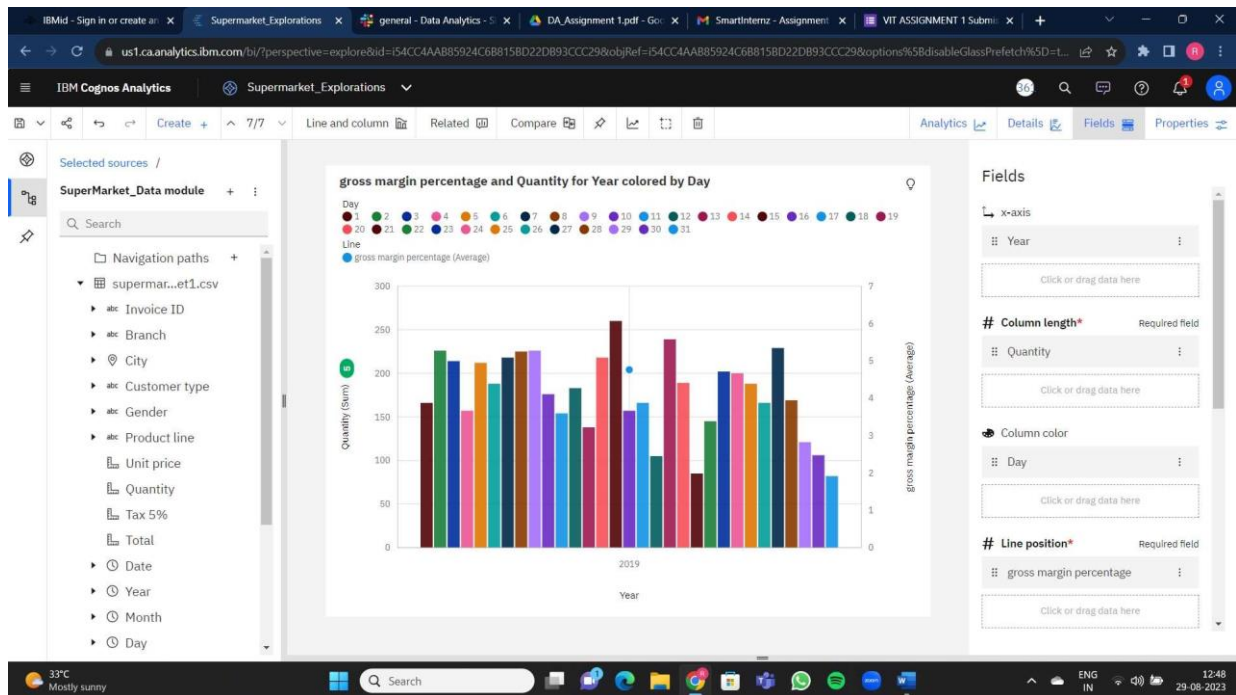 IBMid - Sign in or create an
Supermarket_Explorations
general - Data Analytics - S
DA_Assignment 1.pdf - Goo
SmartInternz - Assignment
VIT ASSIGNMENT 1 Submis
us1.ca.analytics.ibm.com/bi/?perspective=explore&id=i54CC4AAB85924C6B815BD22DB93CCC29&objRef=i54CC4AAB85924C6B815BD22DB93CCC29&options%5BdisableGlassPrefetch%5D=t...
R
IBM Cognos Analytics
Supermarket_Explorations
1
Create + 7/7 Line and column Related Compare Analytics Details Fields Properties
Selected sources /
SuperMarket_Data module
Search
Navigation paths
supermar...et1.csv
abc Invoice ID
abc Branch
City
abc Customer type
abc Gender
abc Product line
Unit price
Quantity
Tax 5%
Total
Date
Year
Month
Day
gross margin percentage and Quantity for Year colored by Day
Day
1 2 3 4 5 6 7 8 9 10 11 12 13 14 15 16 17 18 19
20 21 22 23 24 25 26 27 28 29 30 31
Line
gross margin percentage (Average)
300
250
200
150
100
50
0
Quantity (Sum)
7
6
5
4
3
2
1
0
gross margin percentage (Average)
2019
Year
Fields
x-axis
Year
Click or drag data here
# Column length* Required field
Quantity
Click or drag data here
Column color
Day
Click or drag data here
# Line position* Required field
gross margin percentage
Click or drag data here
33°C
Mostly sunny
Search
ENG
IN
12:48
29-08-2023